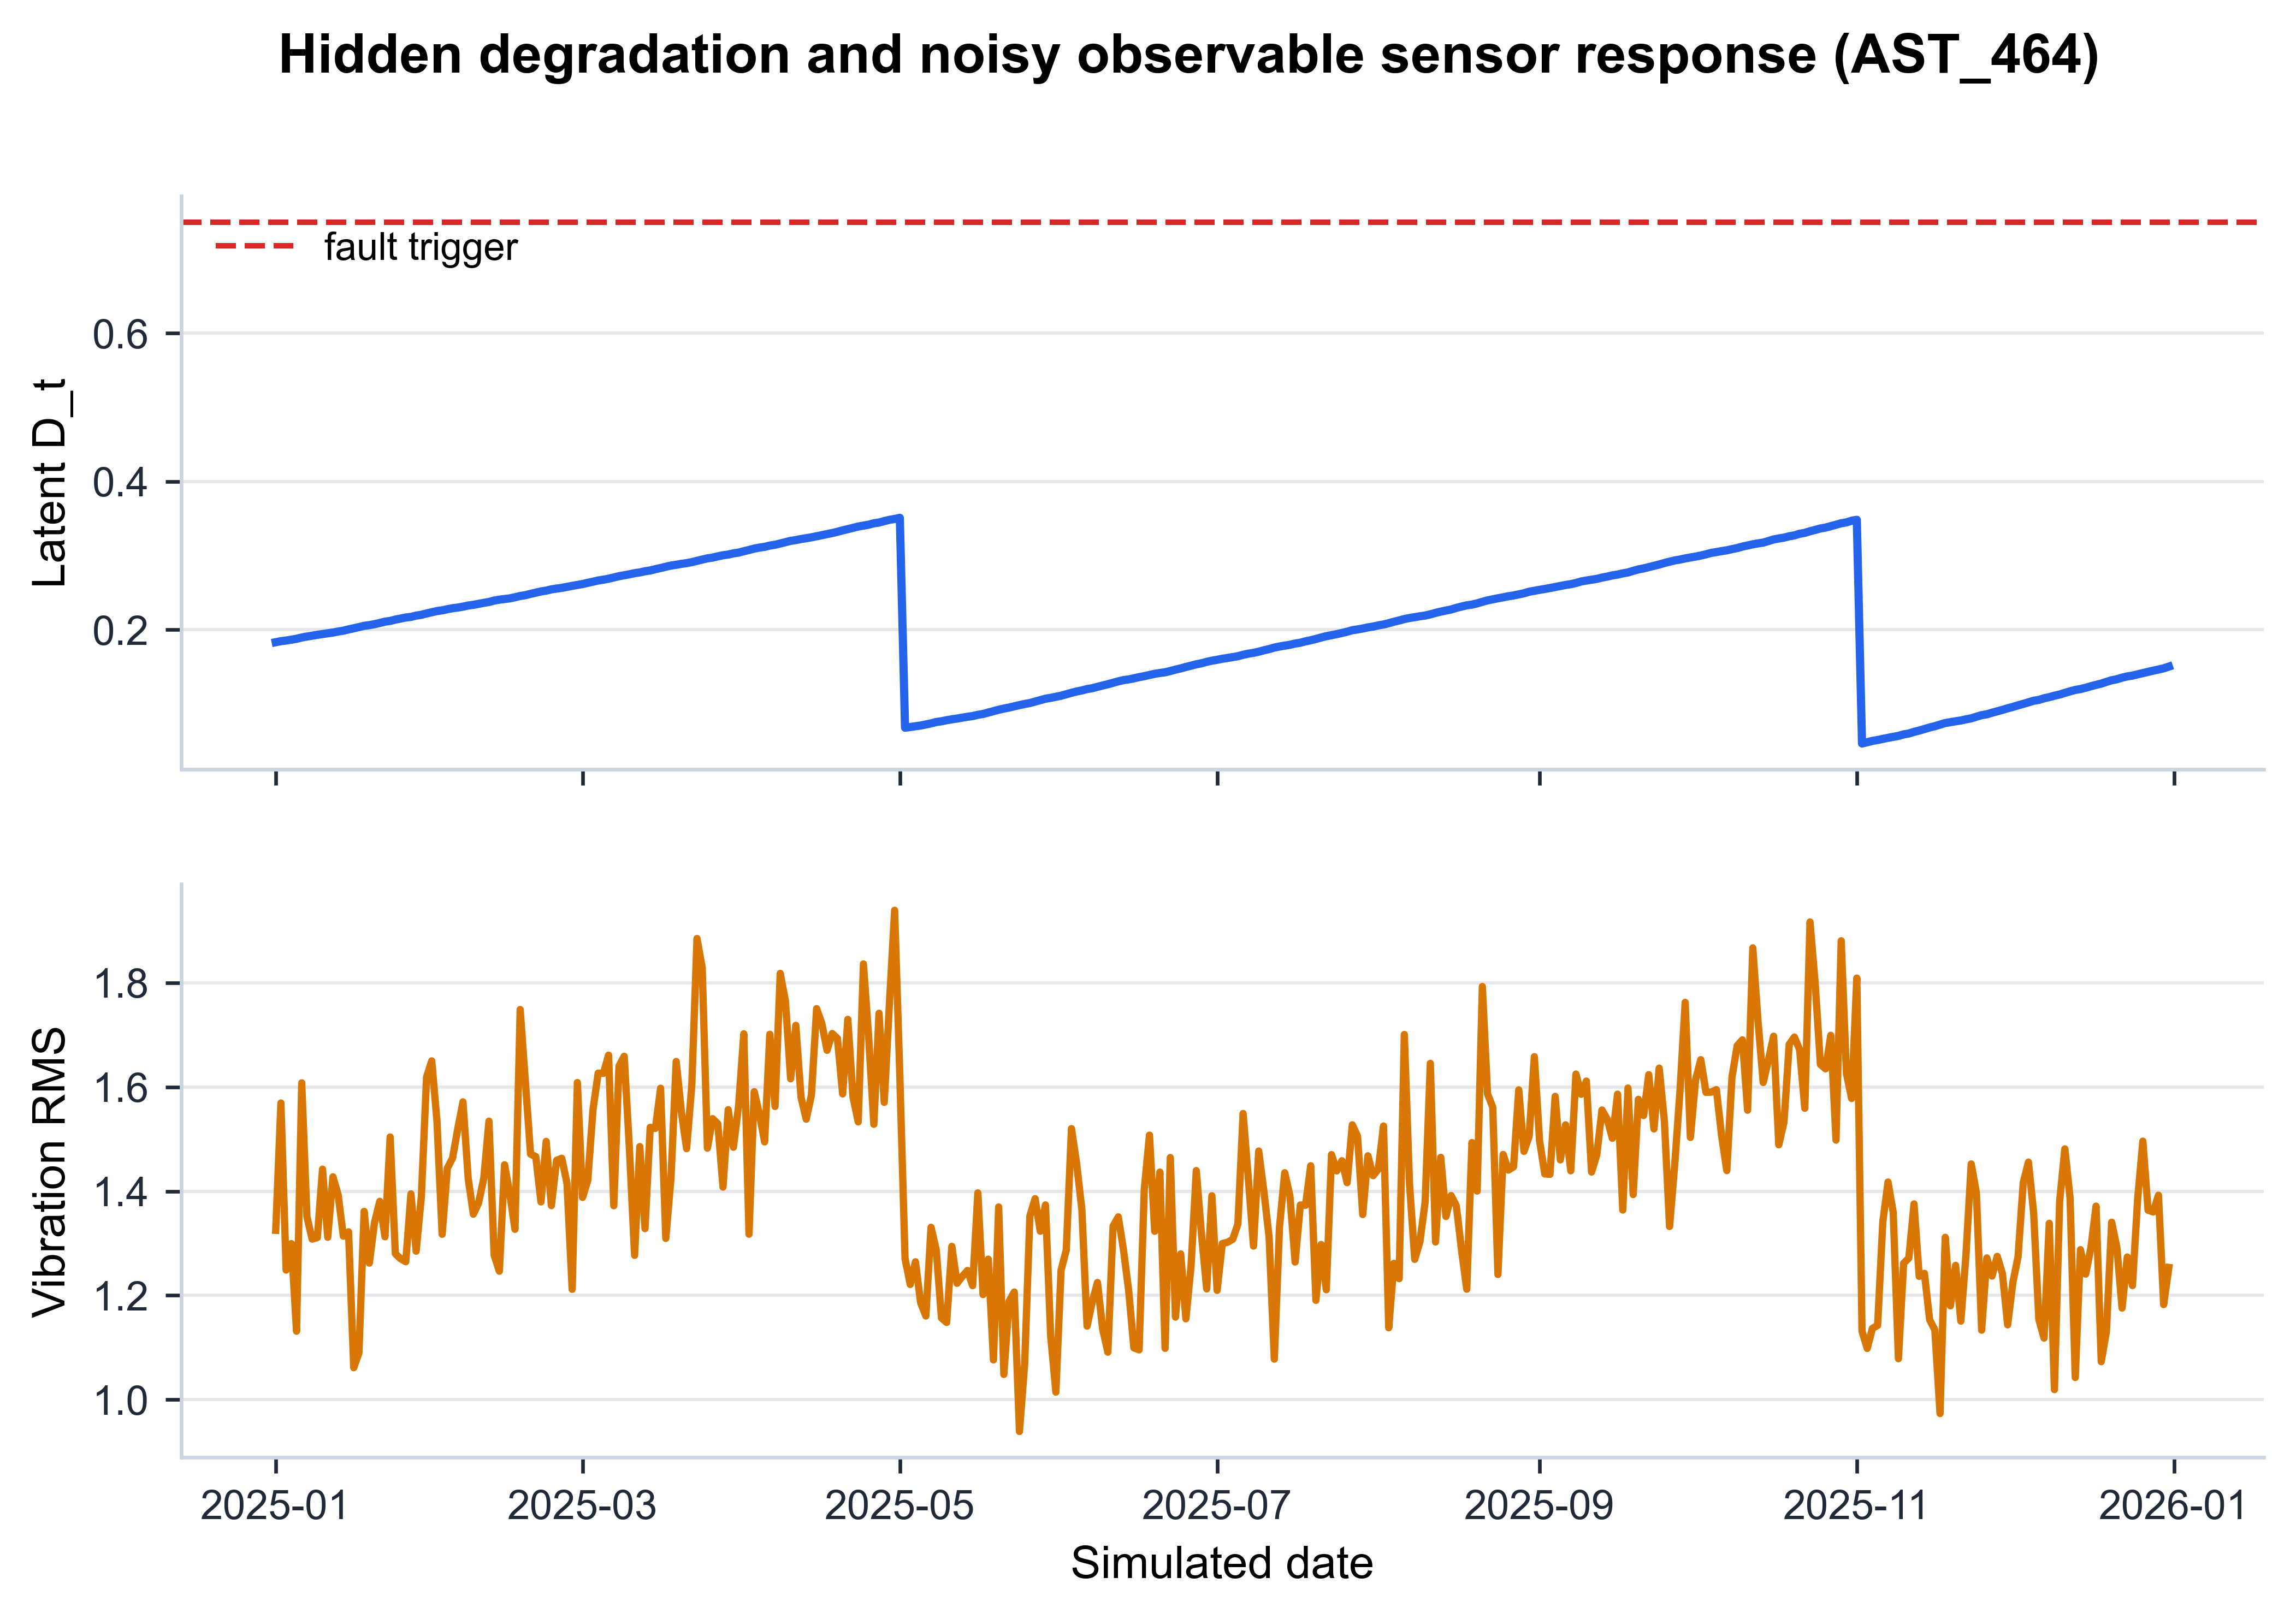 Hidden degradation and noisy observable sensor response (AST_464)
fault trigger
Latent D_t
0.6
0.4
0.2
Vibration RMS
1.8
1.6
1.4
1.2
1.0
2025-01 2025-03 2025-05 2025-07 2025-09 2025-11 2026-01
Simulated date